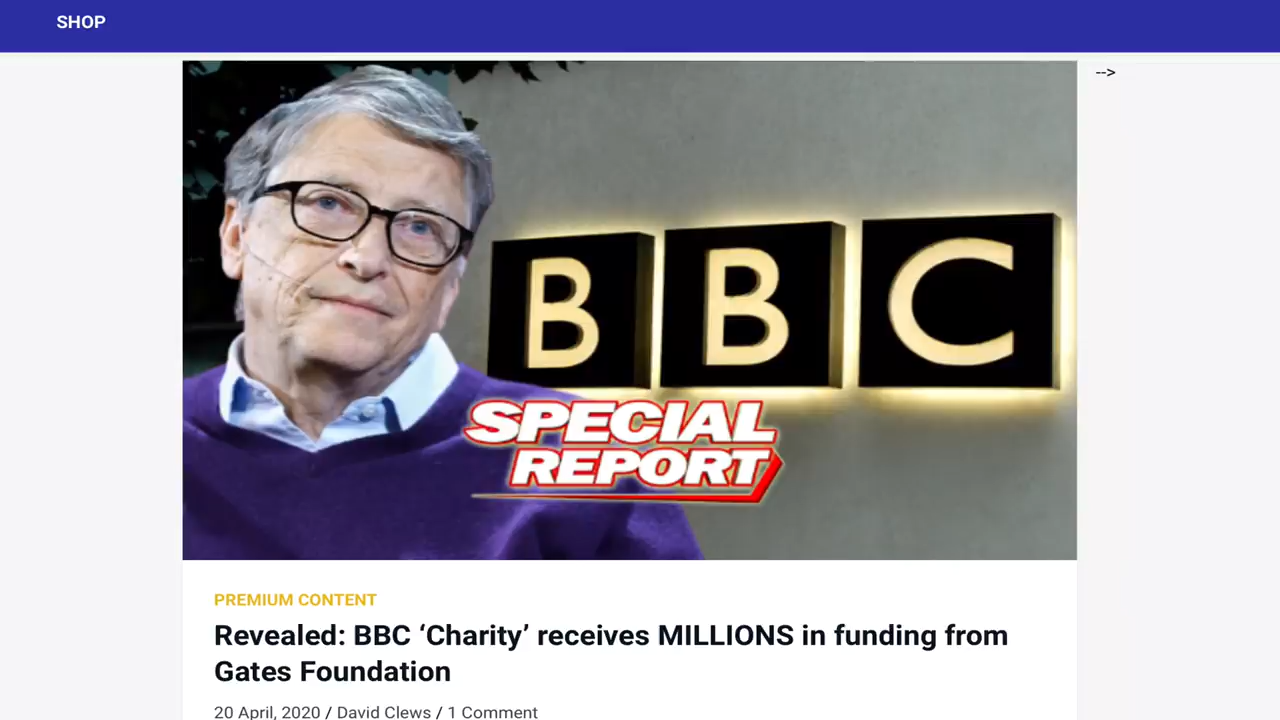 SHOP
-->
BBC
SPECIAL
REPORT
PREMIUM CONTENT
Revealed: BBC ‘Charity’ receives MILLIONS in funding from
Gates Foundation
20 April, 2020 / David Clews / 1 Comment